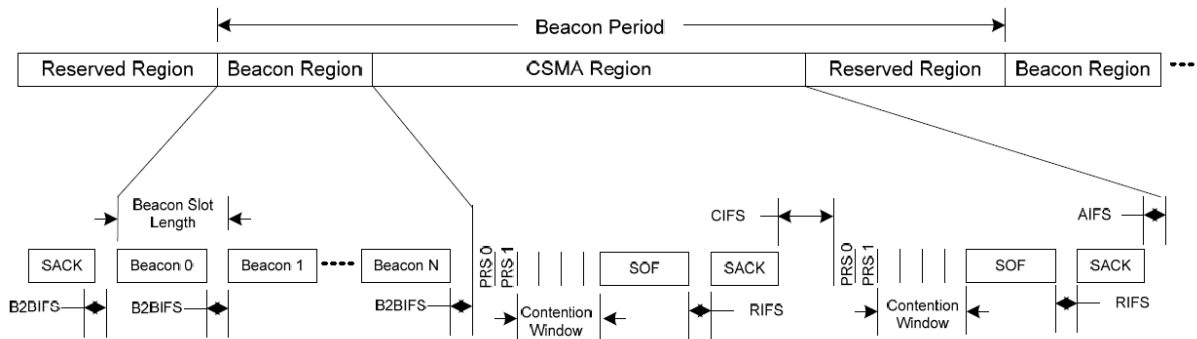 Beacon Period
Reserved Region
Beacon Region
CSMA Region
Reserved Region
Beacon Region
Beacon Slot
Length
CIFS
AIFS
SACK
Beacon 0
Beacon 1
Beacon N
PRS 0
PRS 1
SOF
SACK
PRS 0
PRS 1
SOF
SACK
B2BIFS
B2BIFS
B2BIFS
Contention
Window
RIFS
Contention
Window
RIFS